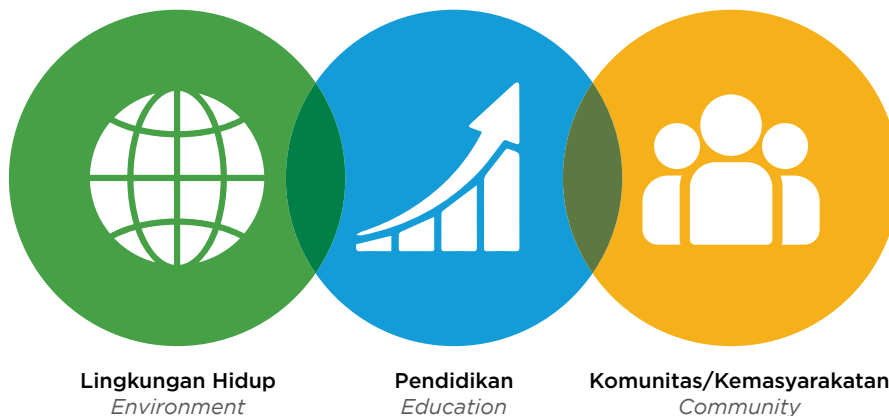 Lingkungan Hidup
Environment
Pendidikan
Education
Komunitas/Kemasyarakatan
Community